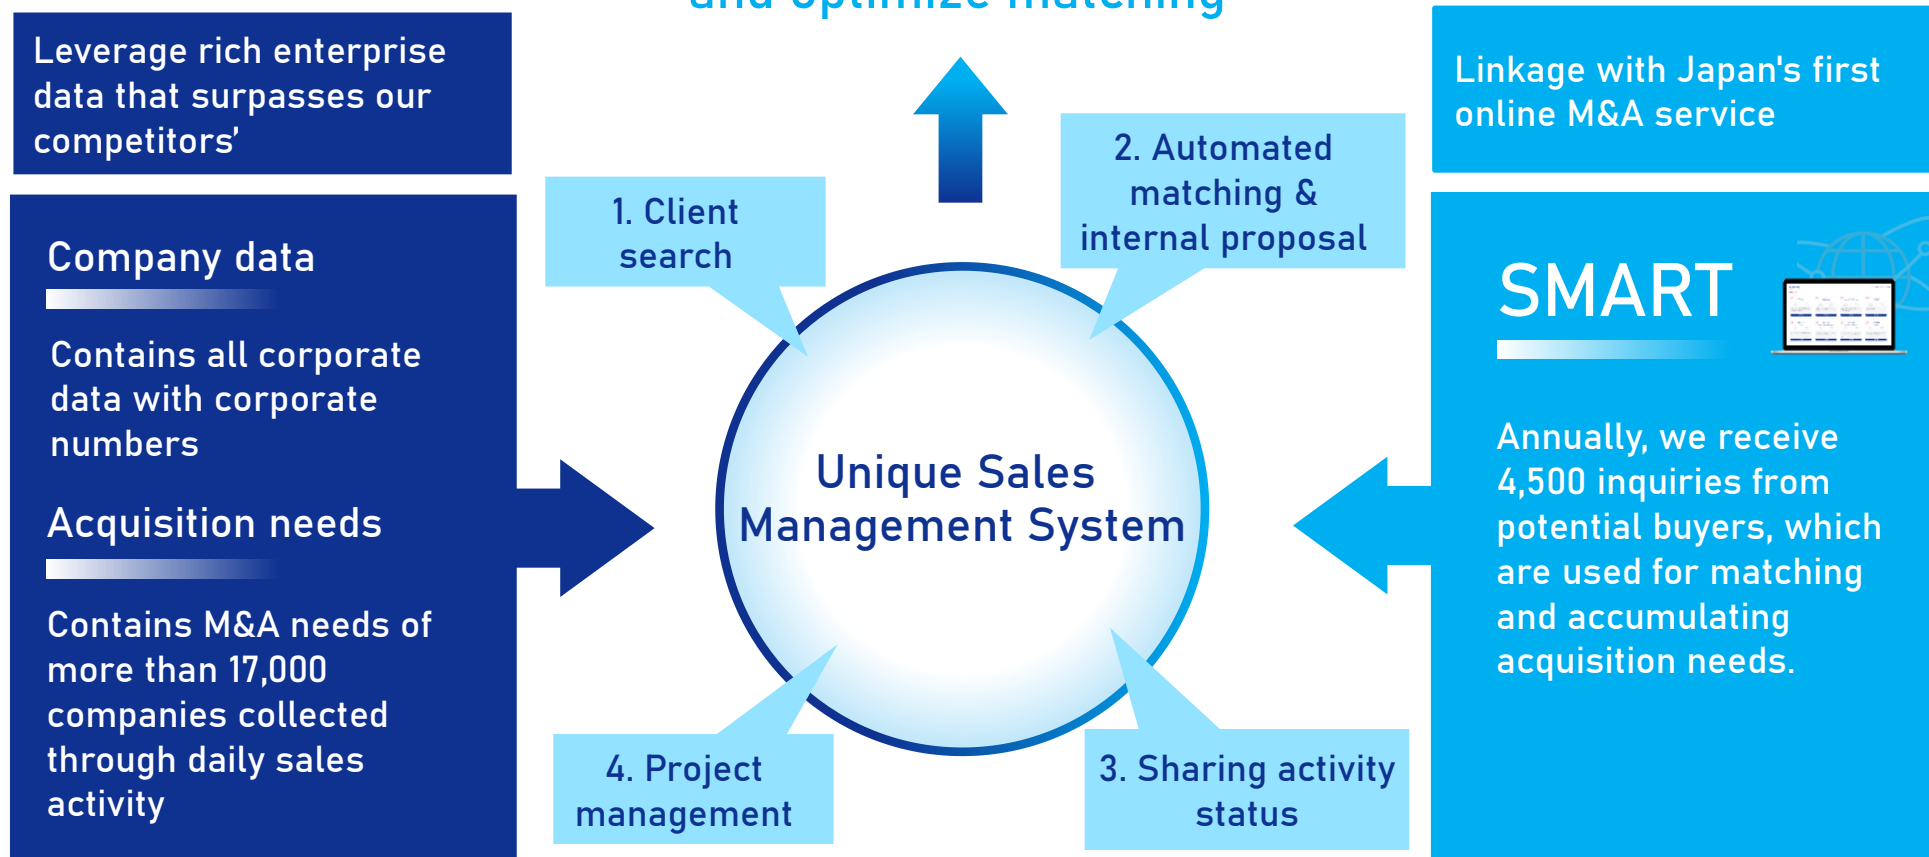 and optimize matching
Leverage rich enterprise
data that surpasses our
competitors’
Company data
Contains all corporate
data with corporate
numbers
Acquisition needs
Contains M&A needs of
more than 17,000
companies collected
through daily sales
activity
1. Client
search
2. Automated
matching &
internal proposal
Unique Sales
Management System
4. Project
management
3. Sharing activity
status
Linkage with Japan's first
online M&A service
SMART
Annually, we receive
4,500 inquiries from
potential buyers, which
are used for matching
and accumulating
acquisition needs.